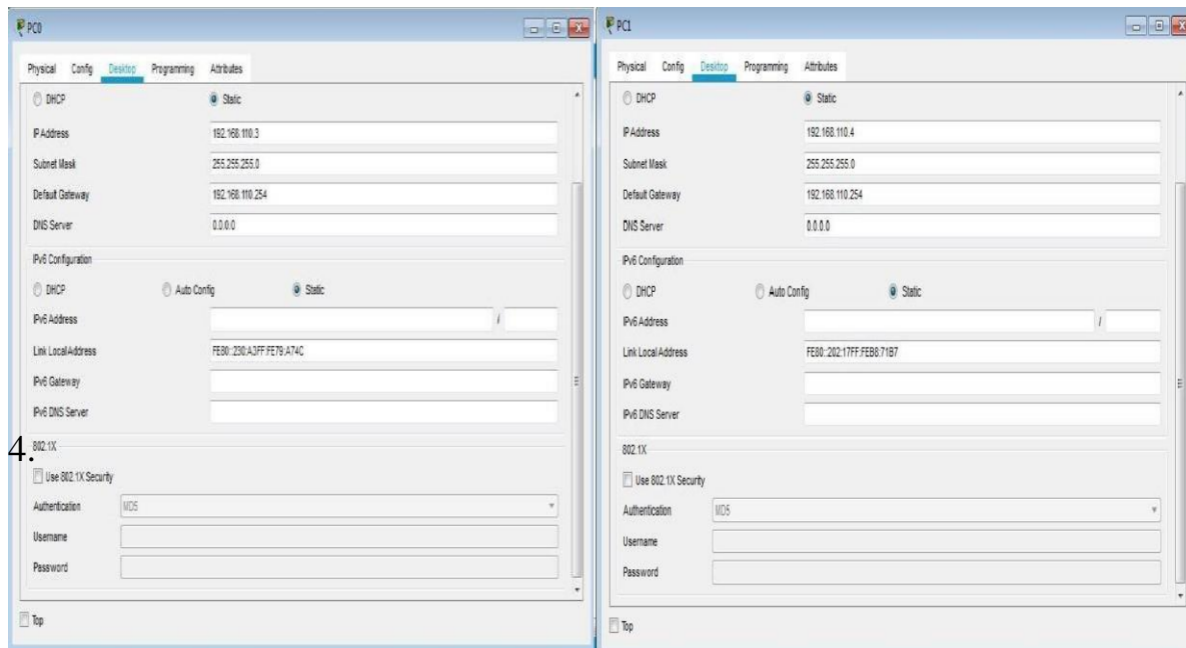 PC0
Physical Config Desktop Programming Attributes
DHCP Static
IP Address 192.168.110.3
Subnet Mask 255.255.255.0
Default Gateway 192.168.110.254
DNS Server 0.0.0.0
IPv6 Configuration
DHCP Auto Config Static
IPv6 Address /
Link Local Address FE80::230:A3FF:FE79:A74C
IPv6 Gateway
IPv6 DNS Server
4.
802.1X
Use 802.1X Security
Authentication MD5
Username
Password
Top
PC1
Physical Config Desktop Programming Attributes
DHCP Static
IP Address 192.168.110.4
Subnet Mask 255.255.255.0
Default Gateway 192.168.110.254
DNS Server 0.0.0.0
IPv6 Configuration
DHCP Auto Config Static
IPv6 Address /
Link Local Address FE80::202:17FF:FEB8:71B7
IPv6 Gateway
IPv6 DNS Server
802.1X
Use 802.1X Security
Authentication MD5
Username
Password
Top